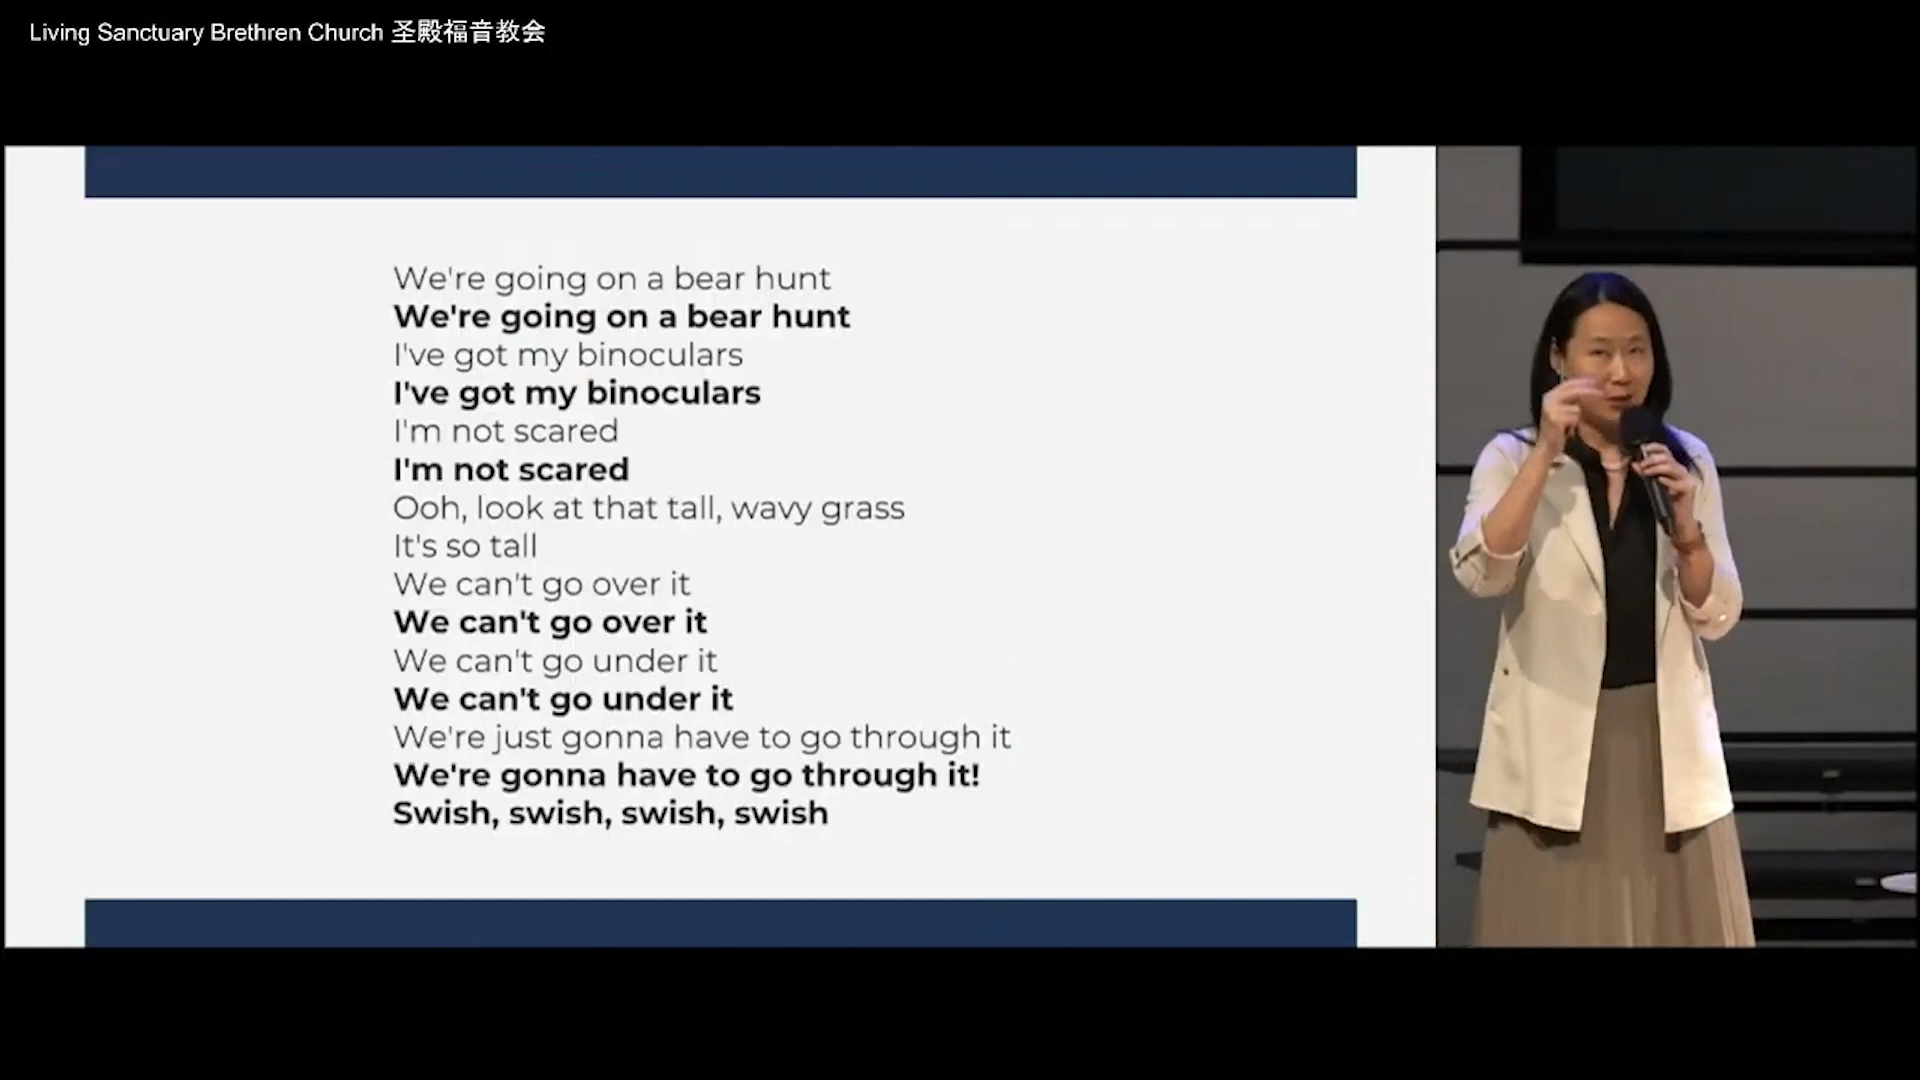 Living Sanctuary Brethren Church 圣殿福音教会
We're going on a bear hunt
We're going on a bear hunt
I've got my binoculars
I've got my binoculars
I'm not scared
I'm not scared
Ooh, look at that tall, wavy grass
It's so tall
We can't go over it
We can't go over it
We can't go under it
We can't go under it
We're just gonna have to go through it
We're gonna have to go through it!
Swish, swish, swish, swish